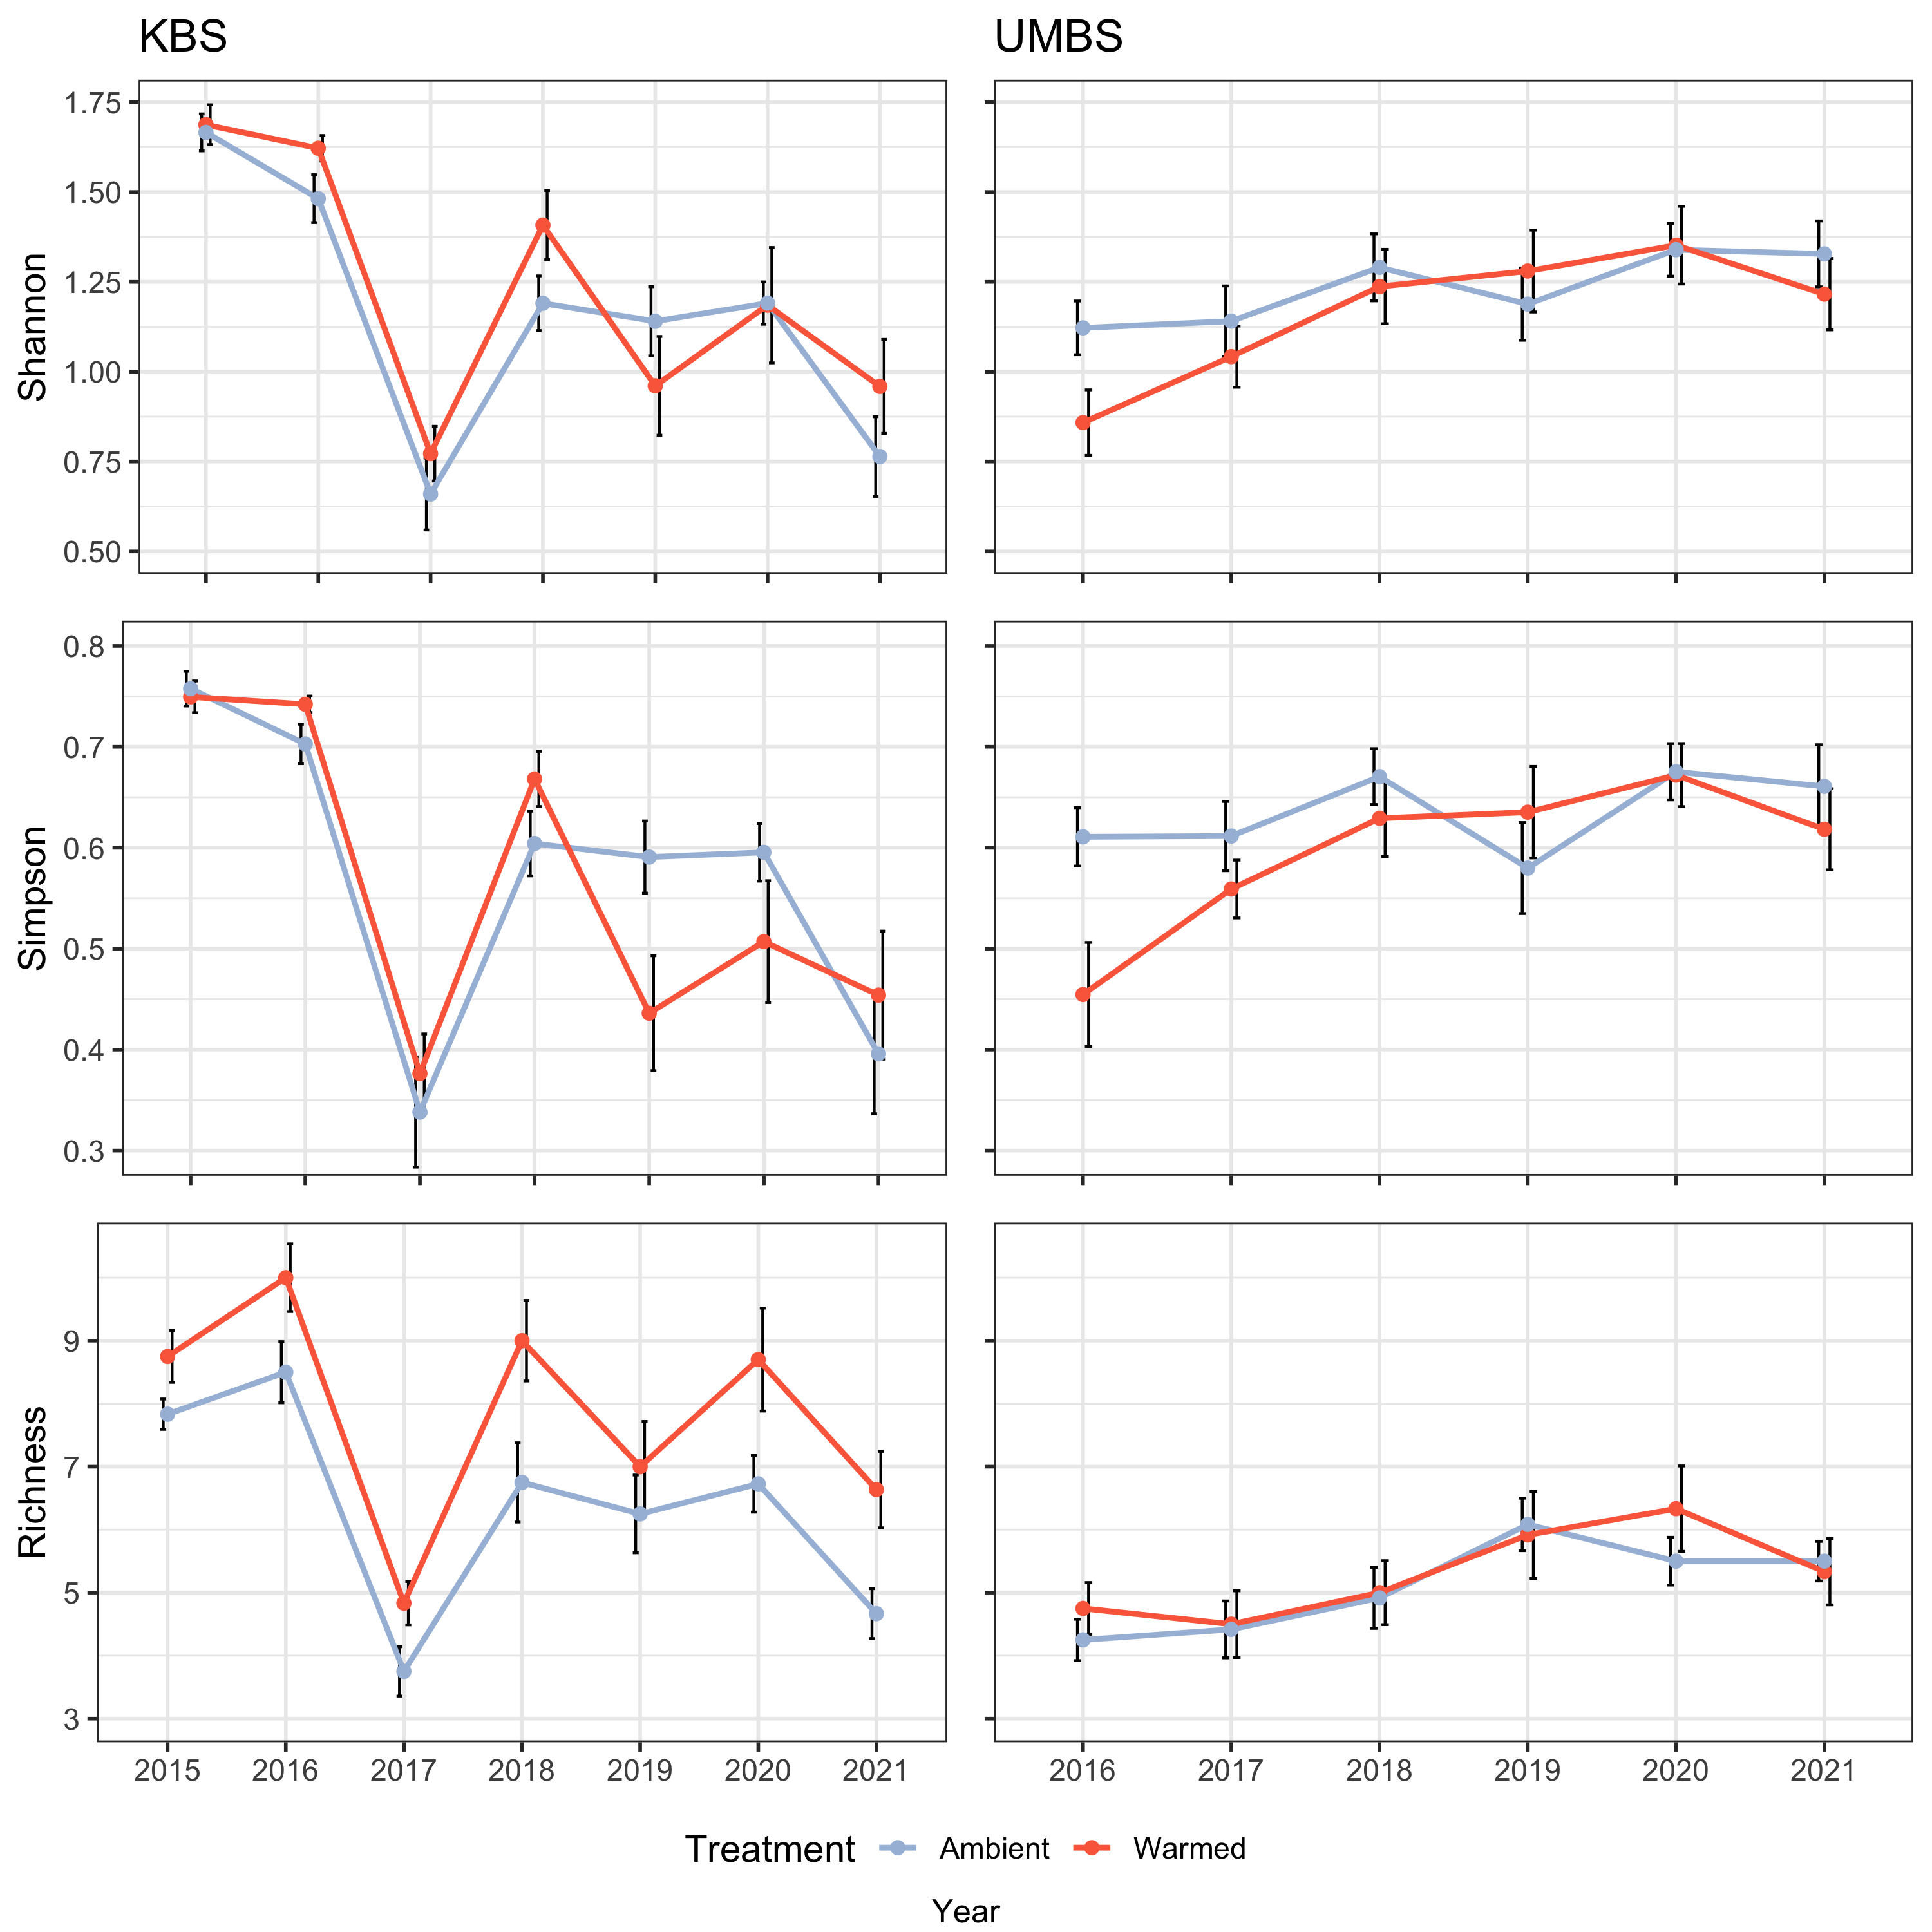 KBS
UMBS
Shannon
1.75
1.50
1.25
1.00
0.75
0.50
Simpson
0.8
0.7
0.6
0.5
0.4
0.3
Richness
9
7
5
3
2015 2016 2017 2018 2019 2020 2021
2016 2017 2018 2019 2020 2021
Treatment Ambient Warmed
Year